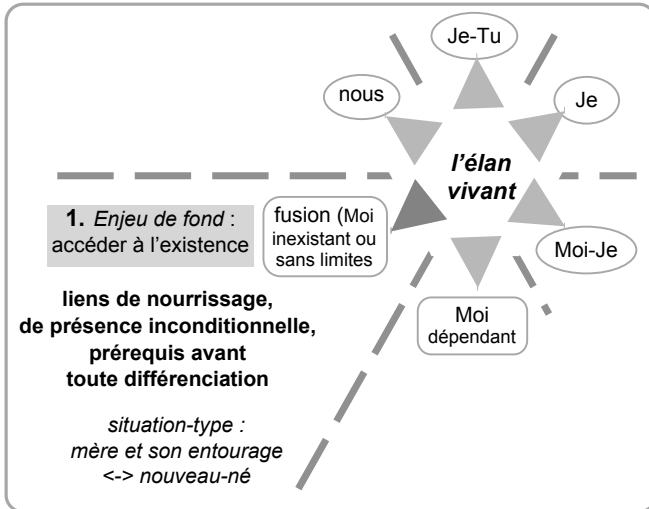 Je-Tu
nous
Je
l'élan
vivant
1. Enjeu de fond :
accéder à l'existence
fusion (Moi
inexistant ou
sans limites
Moi-Je
Moi
dépendant
liens de nourrissage,
de présence inconditionnelle,
prérequis avant
toute différenciation
situation-type :
mère et son entourage
<-> nouveau-né